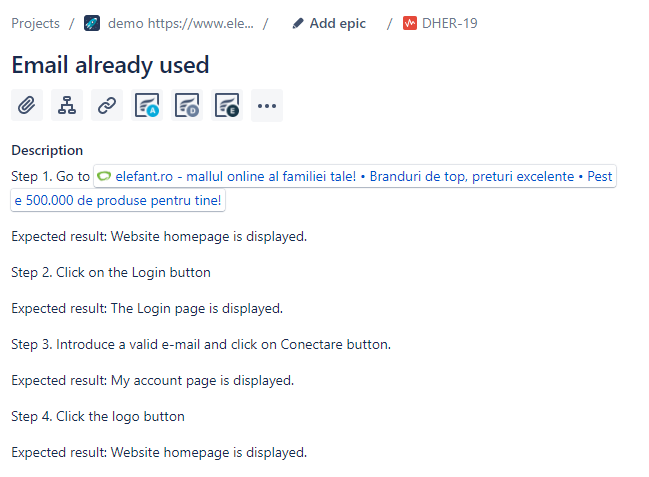 Projects / demo https://www.ele... / Add epic / DHER-19
Email already used
A D E
Description
Step 1. Go to elefant.ro - mallul online al familiei tale! • Branduri de top, preturi excelente • Pest
e 500.000 de produse pentru tine!
Expected result: Website homepage is displayed.
Step 2. Click on the Login button
Expected result: The Login page is displayed.
Step 3. Introduce a valid e-mail and click on Conectare button.
Expected result: My account page is displayed.
Step 4. Click the logo button
Expected result: Website homepage is displayed.